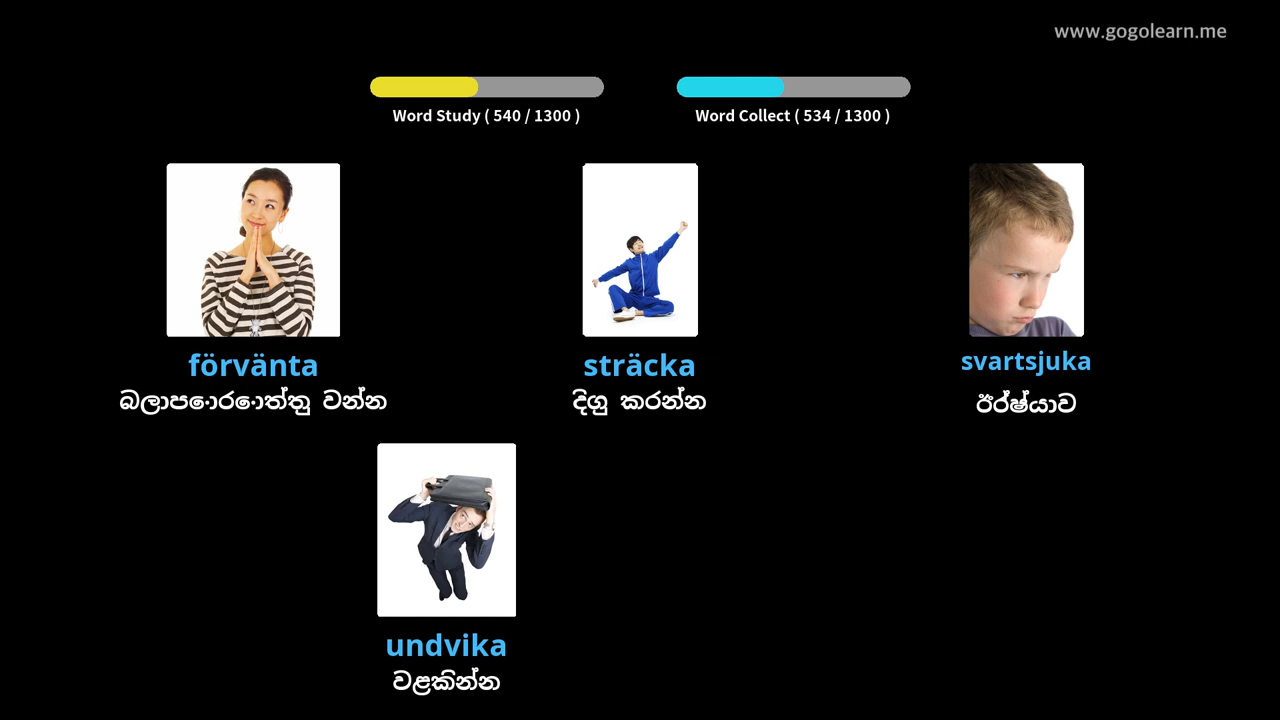 www.gogolearn.me
Word Study ( 540 / 1300 )
Word Collect ( 534 / 1300 )
förvänta
sträcka
svartsjuka
බලාපොරොත්තු වන්න
දිගු කරන්න
ඊර්ෂ්යාව
undvika
වළකින්න